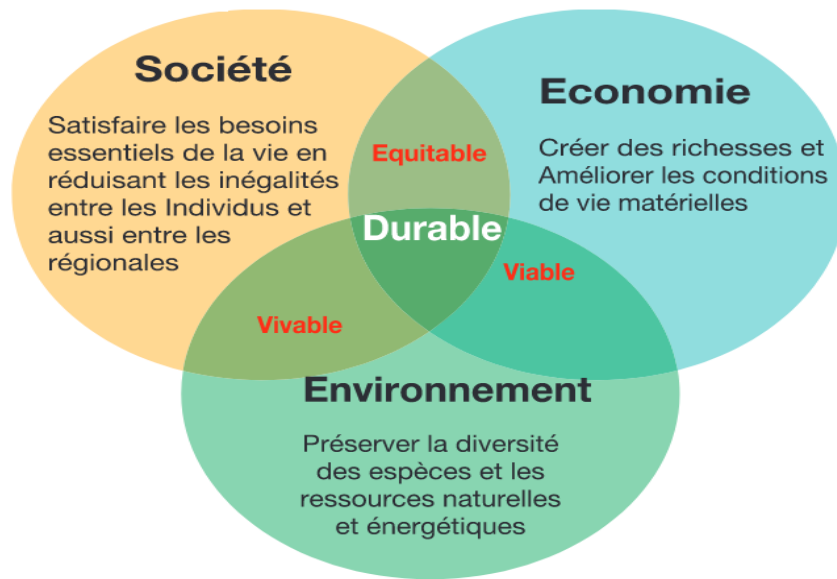 Société
Satisfaire les besoins
essentiels de la vie en
réduisant les inégalités
entre les Individus et
aussi entre les
régionales
Equitable
Economie
Créer des richesses et
Améliorer les conditions
de vie matérielles
Durable
Viable
Vivable
Environnement
Préserver la diversité
des espèces et les
ressources naturelles
et énergétiques